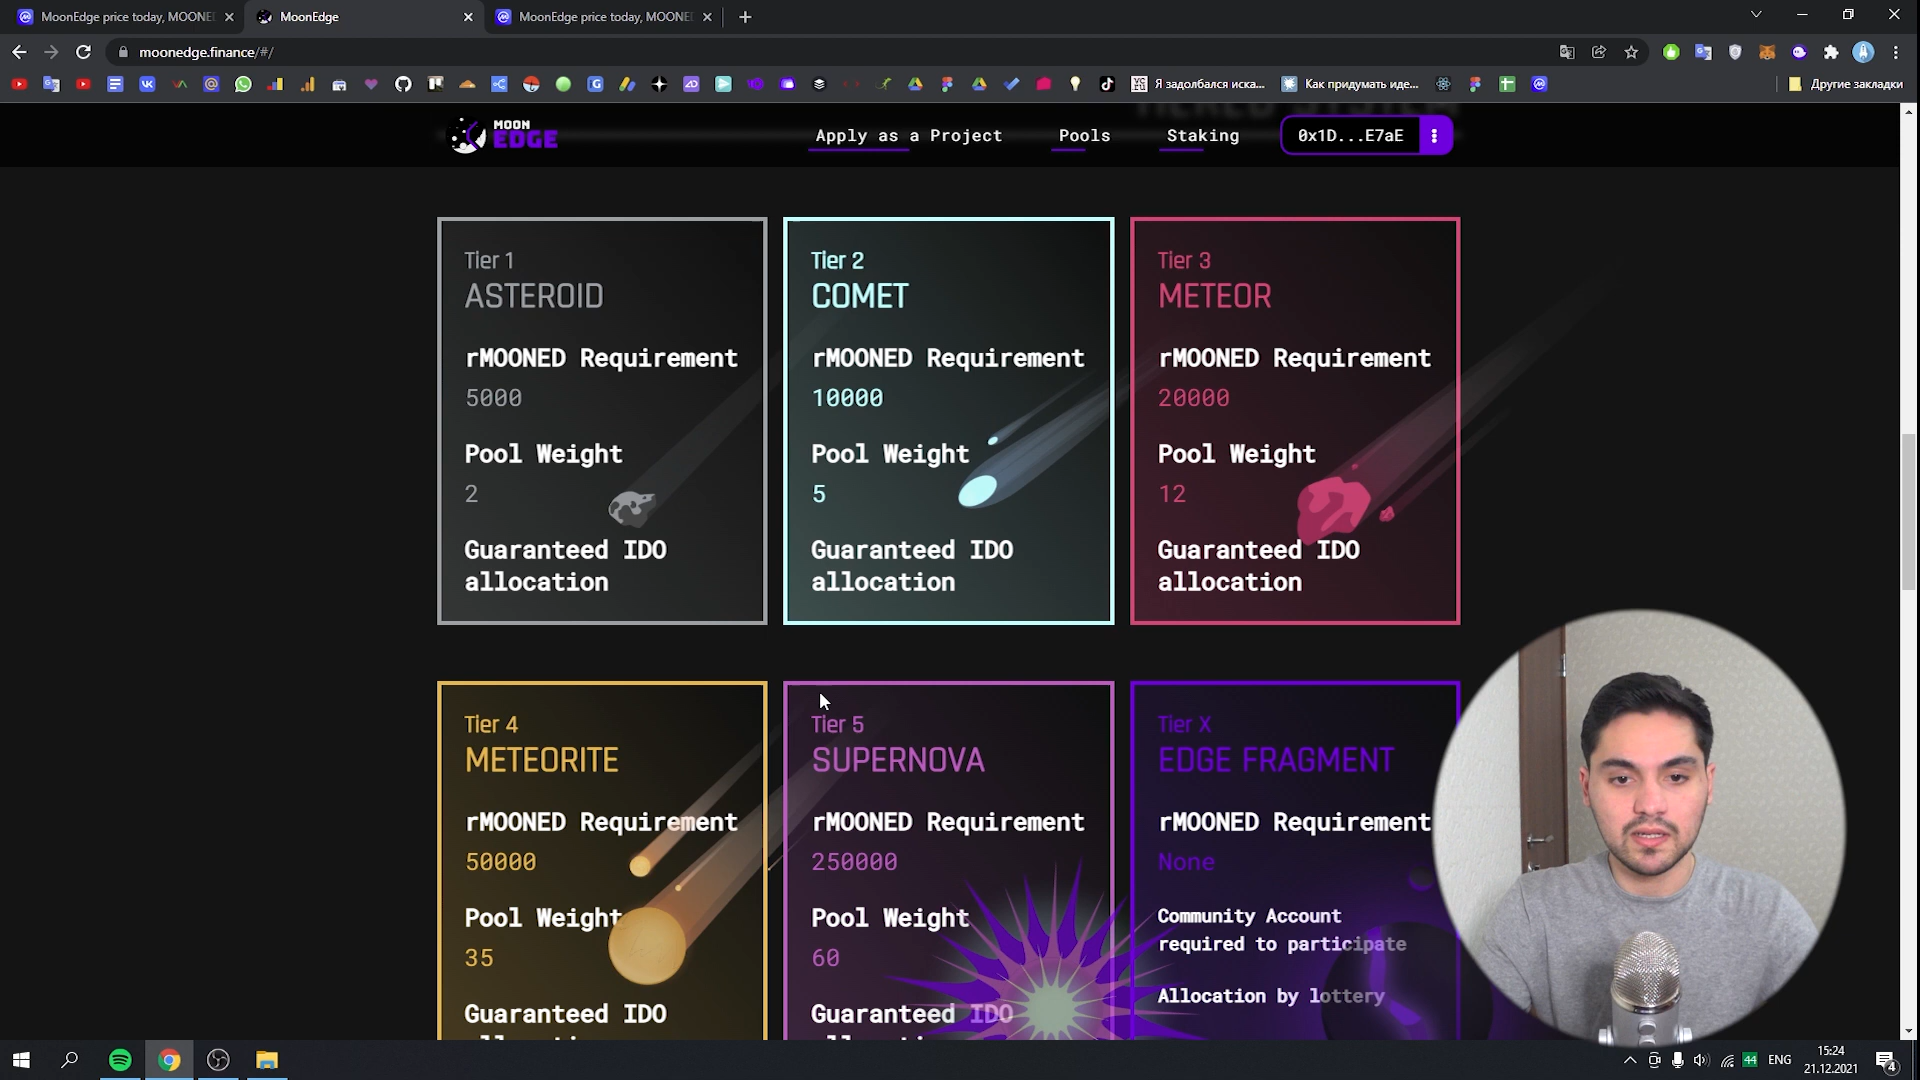 MoonEdge price today, MOONE
MoonEdge
MoonEdge price today, MOONE
moonedge.finance/#/
Я задолбался иска...
Как придумать иде...
Другие закладки
MOON
EDGE
Apply as a Project
Pools
Staking
0x1D...E7aE
TIERED SYSTEM
Tier 1
ASTEROID
rMOONED Requirement
5000
Pool Weight
2
Guaranteed IDO
allocation
Tier 2
COMET
rMOONED Requirement
10000
Pool Weight
5
Guaranteed IDO
allocation
Tier 3
METEOR
rMOONED Requirement
20000
Pool Weight
12
Guaranteed IDO
allocation
Tier 4
METEORITE
rMOONED Requirement
50000
Pool Weight
35
Guaranteed IDO
Tier 5
SUPERNOVA
rMOONED Requirement
250000
Pool Weight
60
Guaranteed IDO
Tier X
EDGE FRAGMENT
rMOONED Requirement
None
Community Account
required to participate
Allocation by lottery
44
ENG
15:24
21.12.2021
4